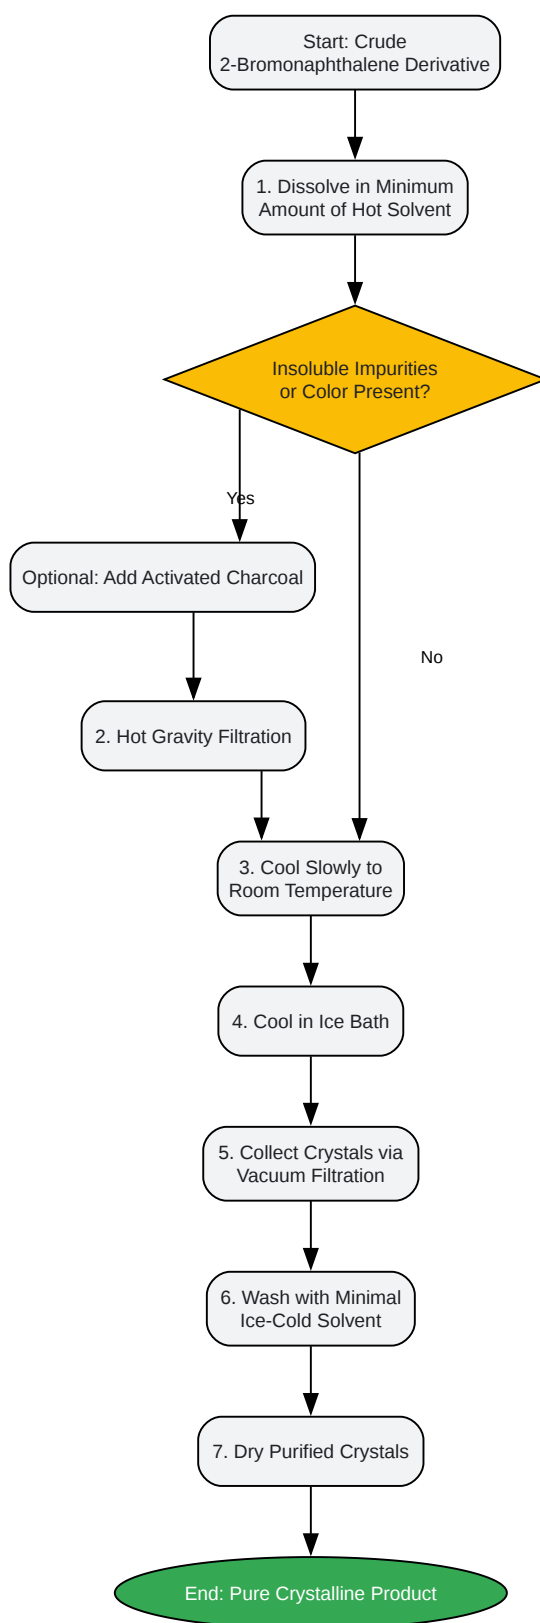 Start: Crude
2-Bromonaphthalene Derivative
1. Dissolve in Minimum
Amount of Hot Solvent
Insoluble Impurities
or Color Present?
Yes
Optional: Add Activated Charcoal
No
2. Hot Gravity Filtration
3. Cool Slowly to
Room Temperature
4. Cool in Ice Bath
5. Collect Crystals via
Vacuum Filtration
6. Wash with Minimal
Ice-Cold Solvent
7. Dry Purified Crystals
End: Pure Crystalline Product